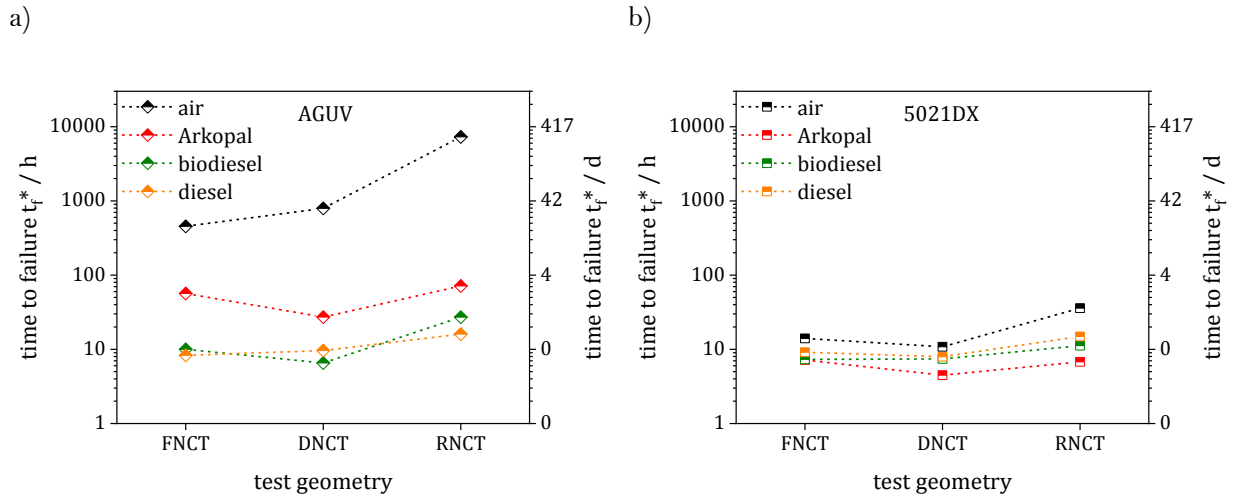 a)
AGUV
air
Arkopal
biodiesel
diesel
time to failure t_f* / h
10000
1000
100
10
1
417
42
4
0
0
time to failure t_f* / d
FNCT DNCT RNCT
test geometry
b)
5021DX
air
Arkopal
biodiesel
diesel
time to failure t_f* / h
10000
1000
100
10
1
417
42
4
0
0
time to failure t_f* / d
FNCT DNCT RNCT
test geometry